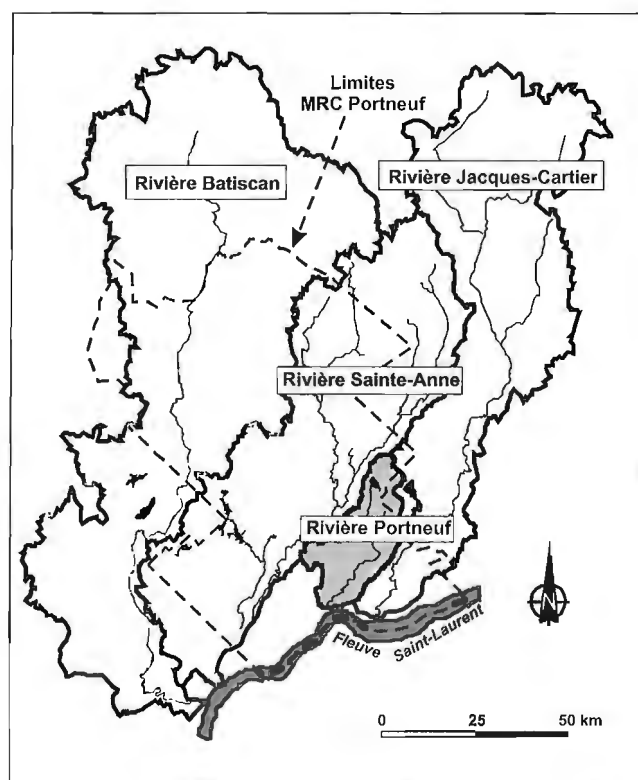 Limites
MRC Portneuf
Rivière Batiscan
Rivière Jacques-Cartier
Rivière Sainte-Anne
Rivière Portneuf
N
Fleuve Saint-Laurent
0 25 50 km